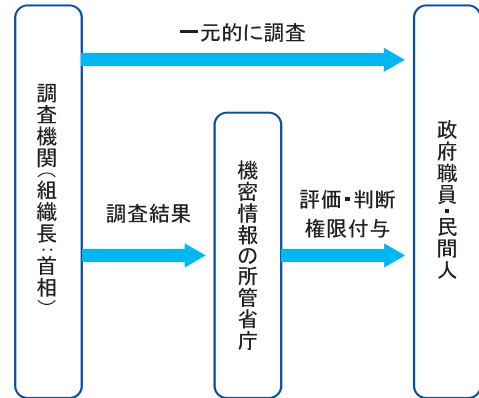 一元的に調査
調査機関（組織長：首相）
調査結果
機密情報の所管省庁
評価・判断
権限付与
政府職員・民間人